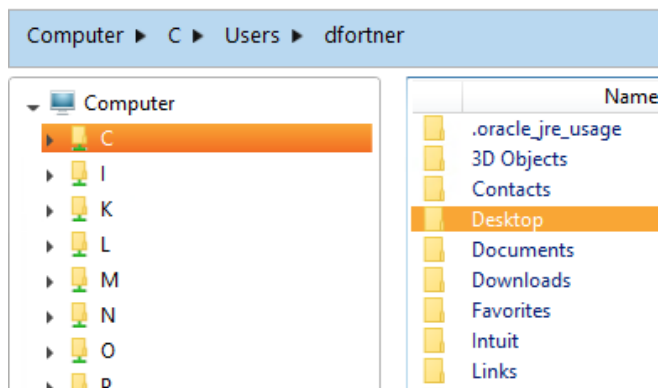 Computer C Users dfortner
Computer
C
I
K
L
M
N
O
P
Name
.oracle_jre_usage
3D Objects
Contacts
Desktop
Documents
Downloads
Favorites
Intuit
Links